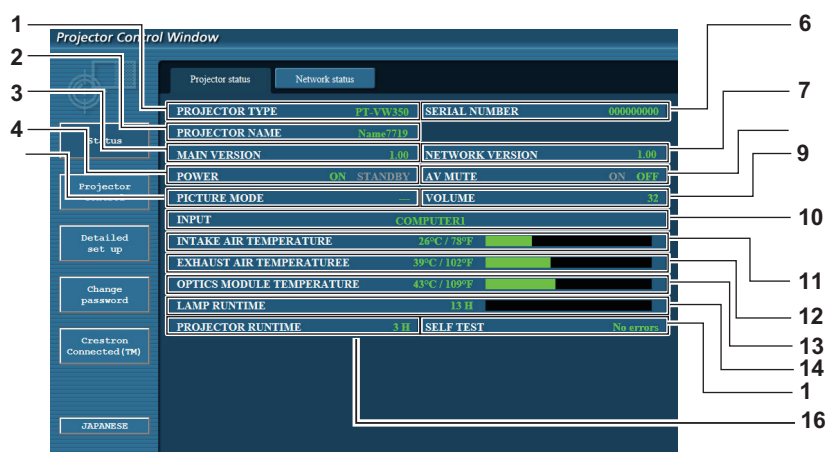 1
6
Projector Control Window
2
Projector status
Network status
3
7
PROJECTOR TYPE PT-VW350 SERIAL NUMBER 000000000
4
PROJECTOR NAME Name7719
Status
MAIN VERSION 1.00 NETWORK VERSION 1.00
9
POWER ON STANDBY AV MUTE ON OFF
Projector
PICTURE MODE — VOLUME 32
10
INPUT COMPUTER1
Detailed
set up
INTAKE AIR TEMPERATURE 26°C / 78°F
11
EXHAUST AIR TEMPERATUREE 39°C / 102°F
Change
password
OPTICS MODULE TEMPERATURE 43°C / 109°F
12
LAMP RUNTIME 13 H
13
PROJECTOR RUNTIME 3 H SELF TEST No errors
14
Crestron
Connected(TM)
1
16
JAPANESE